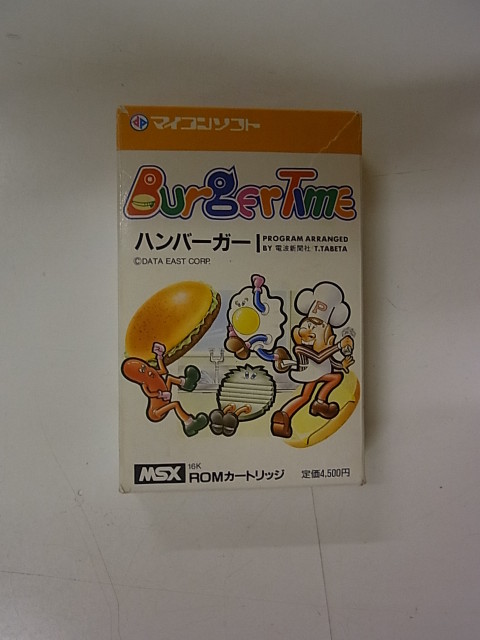 マイコンソフト
BurgerTime
ハンバーガー
PROGRAM ARRANGED
BY 電波新聞社 T.TABETA
©DATA EAST CORP.
P
MSX
16K
ROMカートリッジ
定価4,500円